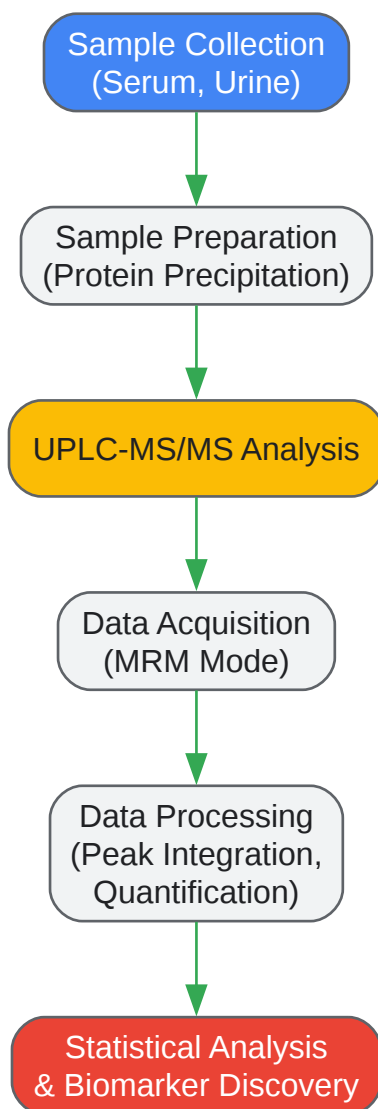 Sample Collection
(Serum, Urine)
Sample Preparation
(Protein Precipitation)
UPLC-MS/MS Analysis
Data Acquisition
(MRM Mode)
Data Processing
(Peak Integration,
Quantification)
Statistical Analysis
& Biomarker Discovery